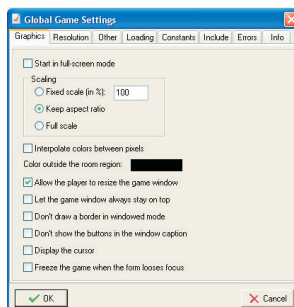 Global Game Settings
Graphics Resolution Other Loading Constants Include Errors Info
Start in full-screen mode
Scaling
Fixed scale (in %): 100
Keep aspect ratio
Full scale
Interpolate colors between pixels
Color outside the room region:
Allow the player to resize the game window
Let the game window always stay on top
Don't draw a border in windowed mode
Don't show the buttons in the window caption
Display the cursor
Freeze the game when the form looses focus
OK Cancel